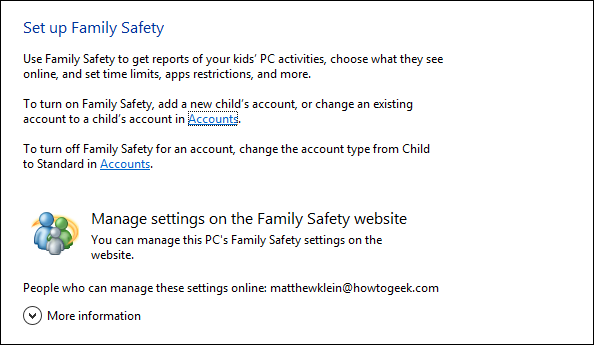 Set up Family Safety
Use Family Safety to get reports of your kids' PC activities, choose what they see
online, and set time limits, apps restrictions, and more.
To turn on Family Safety, add a new child's account, or change an existing
account to a child's account in Accounts.
To turn off Family Safety for an account, change the account type from Child
to Standard in Accounts.
Manage settings on the Family Safety website
You can manage this PC's Family Safety settings on the
website.
People who can manage these settings online: matthewklein@howtogeek.com
More information